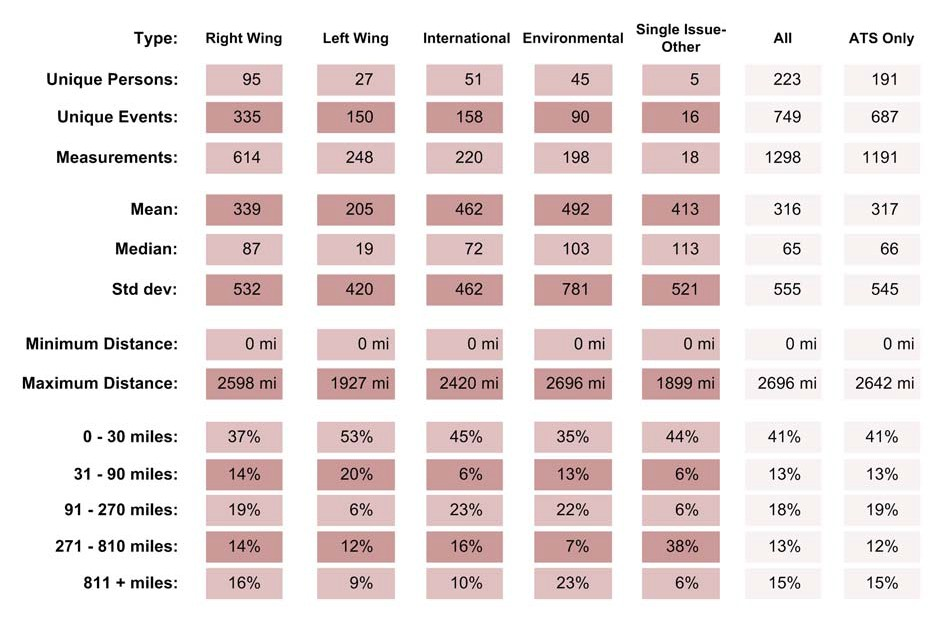 Type: Right Wing Left Wing International Environmental Single Issue-Other All ATS Only
Unique Persons: 95 27 51 45 5 223 191
Unique Events: 335 150 158 90 16 749 687
Measurements: 614 248 220 198 18 1298 1191
Mean: 339 205 462 492 413 316 317
Median: 87 19 72 103 113 65 66
Std dev: 532 420 462 781 521 555 545
Minimum Distance: 0 mi 0 mi 0 mi 0 mi 0 mi 0 mi 0 mi
Maximum Distance: 2598 mi 1927 mi 2420 mi 2696 mi 1899 mi 2696 mi 2642 mi
0 - 30 miles: 37% 53% 45% 35% 44% 41% 41%
31 - 90 miles: 14% 20% 6% 13% 6% 13% 13%
91 - 270 miles: 19% 6% 23% 22% 6% 18% 19%
271 - 810 miles: 14% 12% 16% 7% 38% 13% 12%
811 + miles: 16% 9% 10% 23% 6% 15% 15%